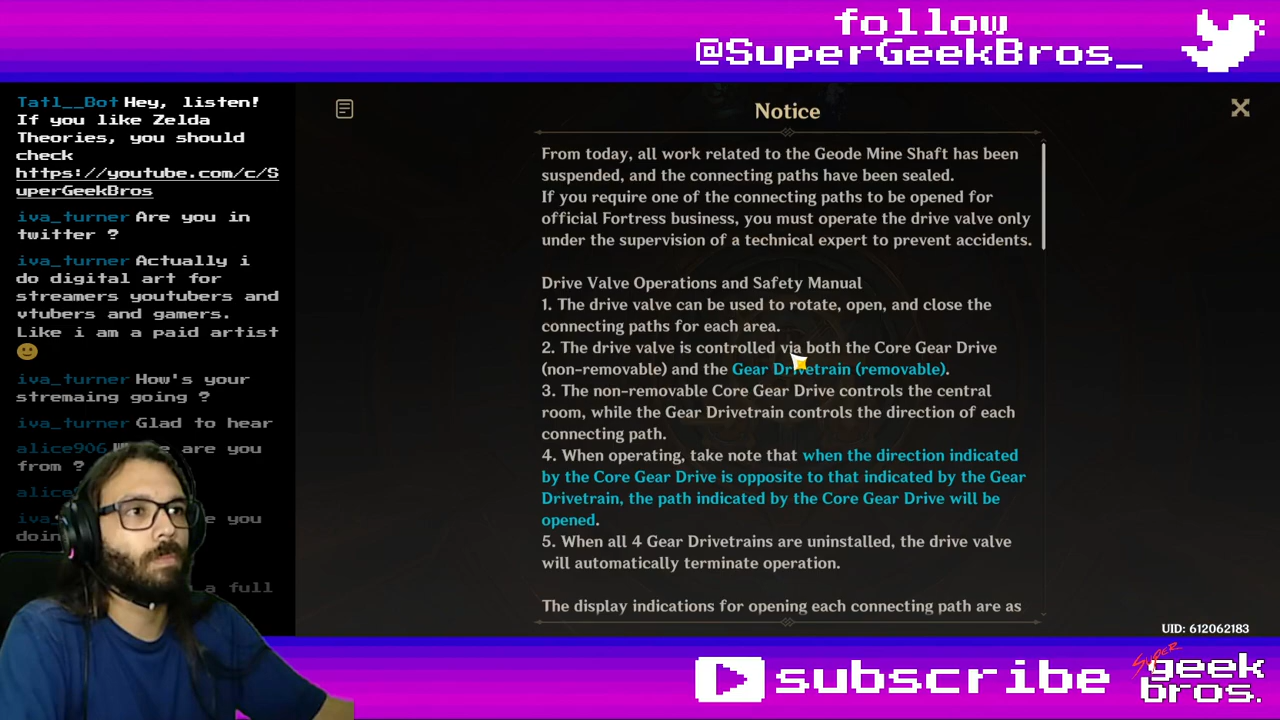 follow
@SuperGeekBros_
Tatl__Bot Hey, listen!
If you like Zelda
Theories, you should
check
https://youtube.com/c/S
uperGeekBros
iva_turner Are you in
twitter ?
iva_turner Actually i
do digital art for
streamers youtubers and
vtubers and gamers.
Like i am a paid artist
iva_turner How's your
stremaing going ?
iva_turner Glad to hear
alice906 are you
from ?
Notice
From today, all work related to the Geode Mine Shaft has been
suspended, and the connecting paths have been sealed.
If you require one of the connecting paths to be opened for
official Fortress business, you must operate the drive valve only
under the supervision of a technical expert to prevent accidents.
Drive Valve Operations and Safety Manual
1. The drive valve can be used to rotate, open, and close the
connecting paths for each area.
2. The drive valve is controlled via both the Core Gear Drive
(non-removable) and the Gear Drivetrain (removable).
3. The non-removable Core Gear Drive controls the central
room, while the Gear Drivetrain controls the direction of each
connecting path.
4. When operating, take note that when the direction indicated
by the Core Gear Drive is opposite to that indicated by the Gear
Drivetrain, the path indicated by the Core Gear Drive will be
opened.
5. When all 4 Gear Drivetrains are uninstalled, the drive valve
will automatically terminate operation.
The display indications for opening each connecting path are as
UID: 612062183
subscribe
SUPER
geek
bros.